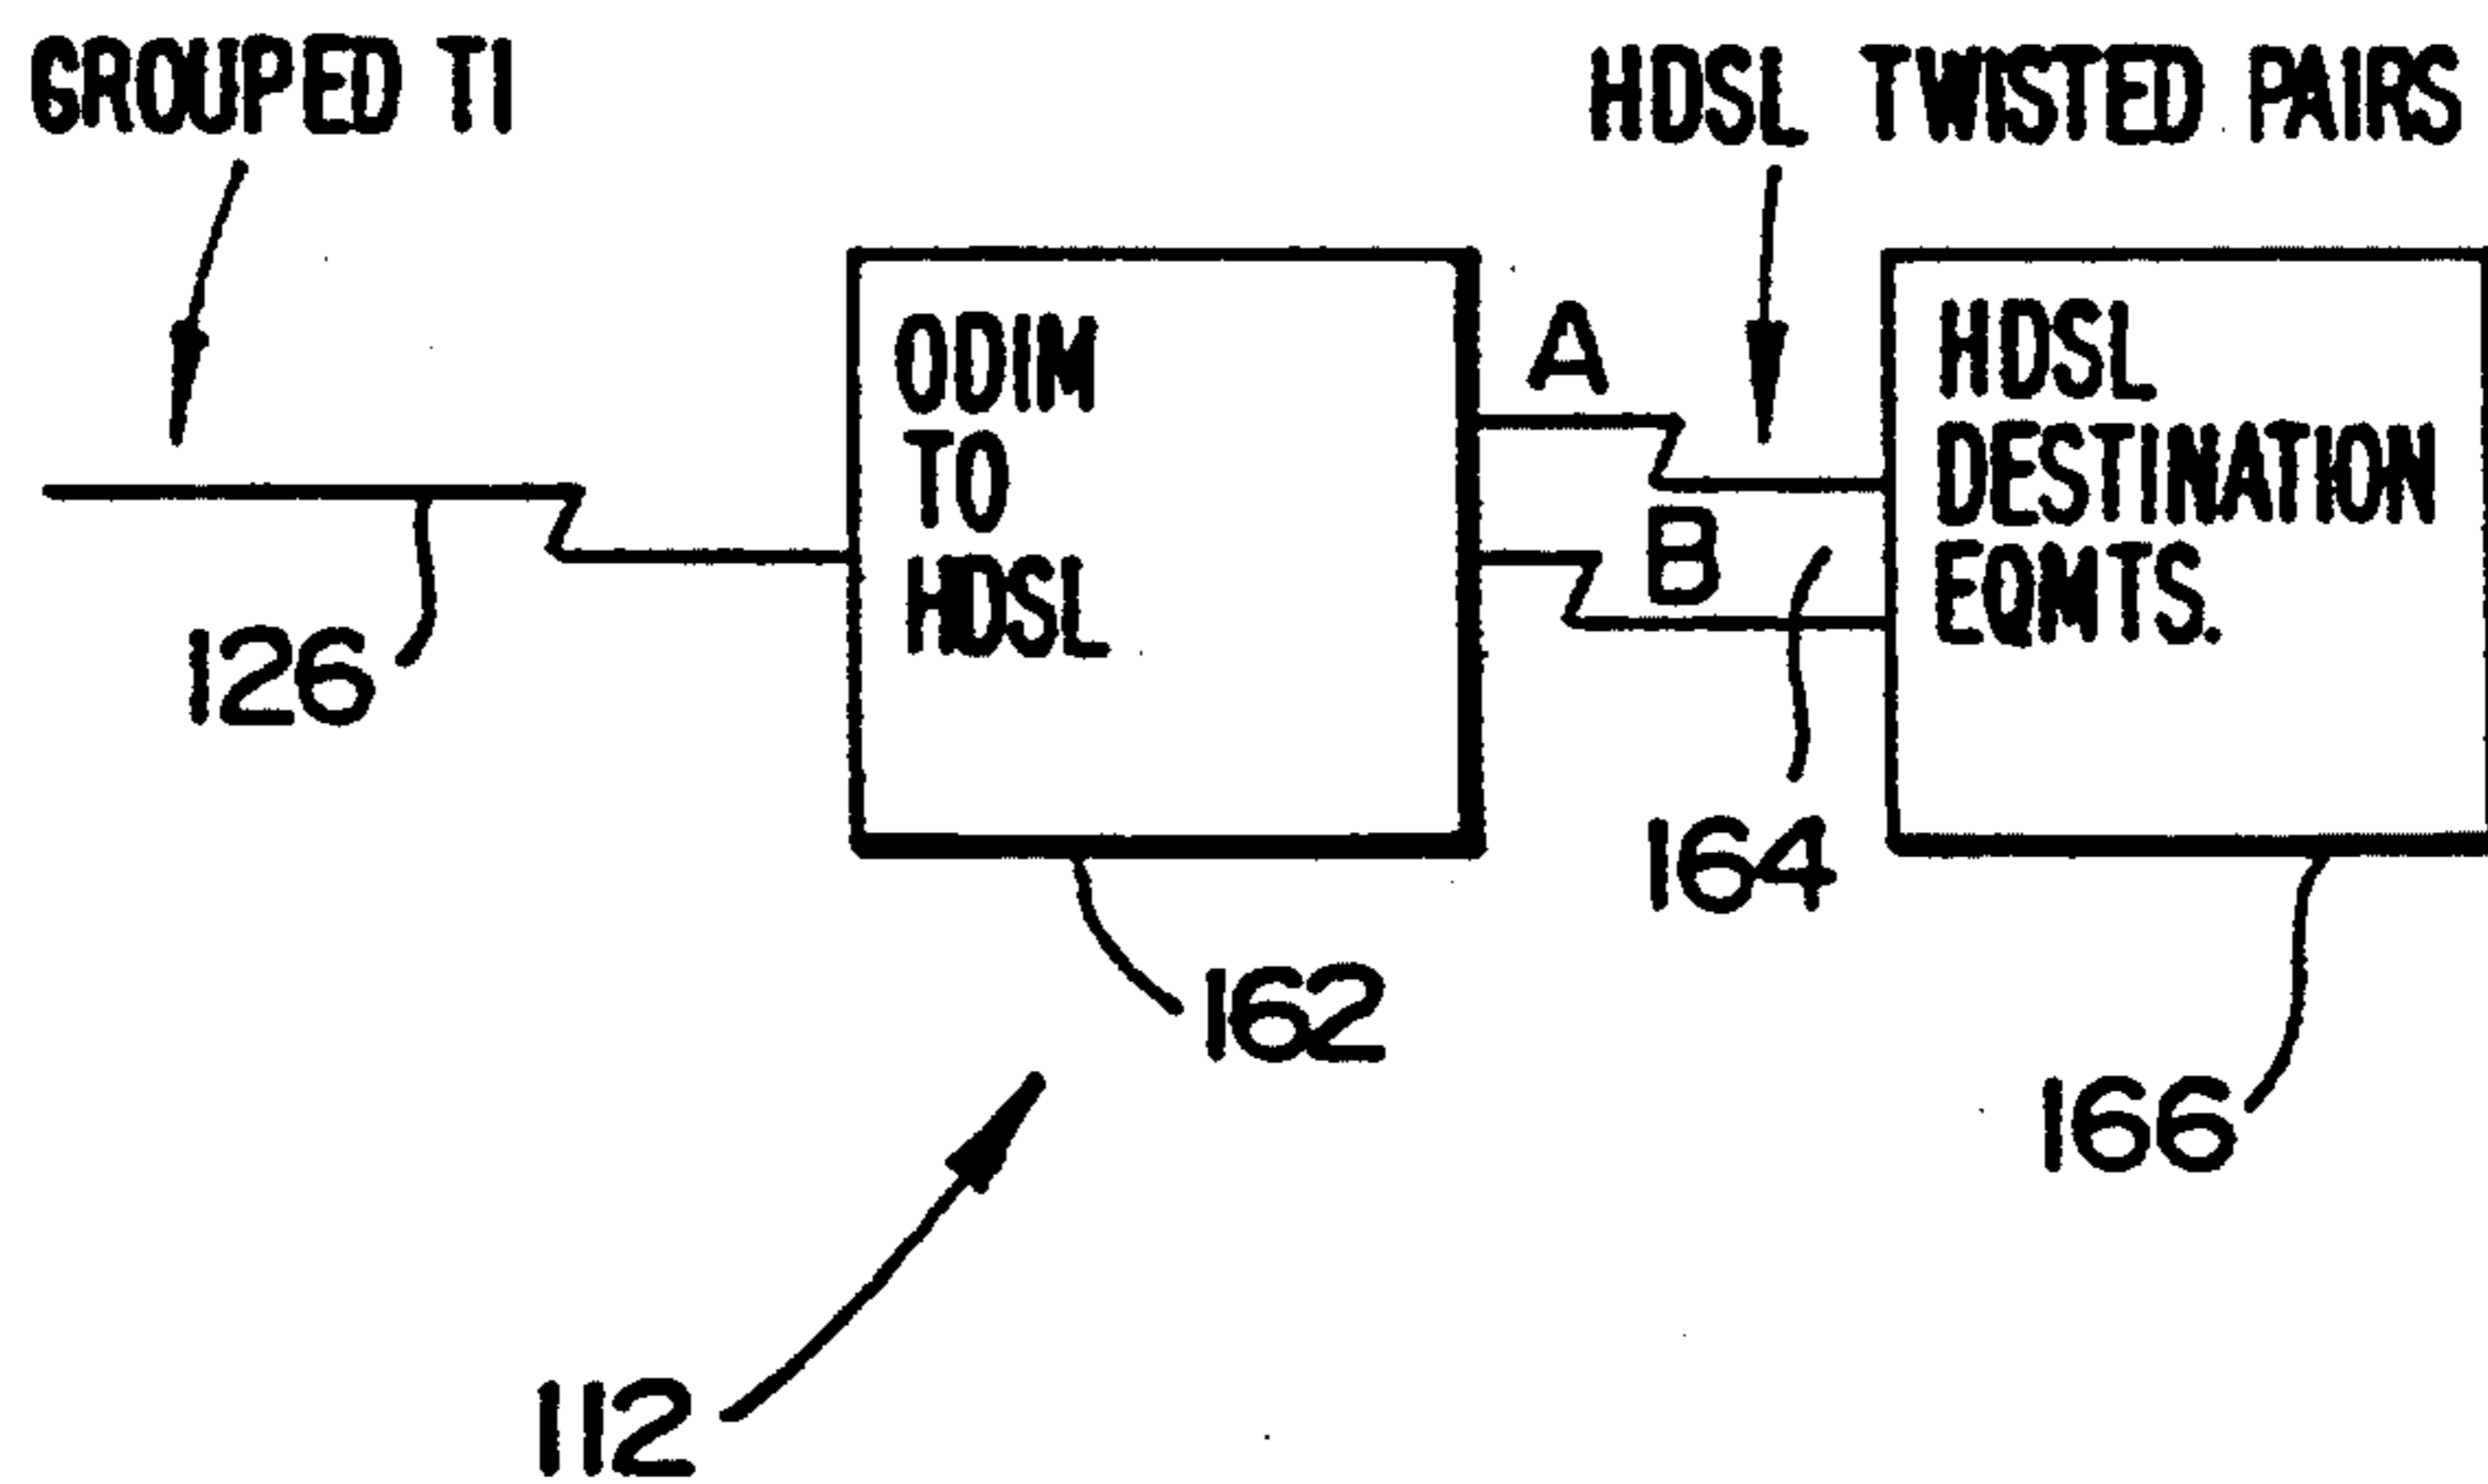 GROUPED T1
HDSL TWISTED PAIRS
ODIM
TO
HDSL
A
B
HDSL
DESTINATION
EQMTS.
126
164
162
166
112